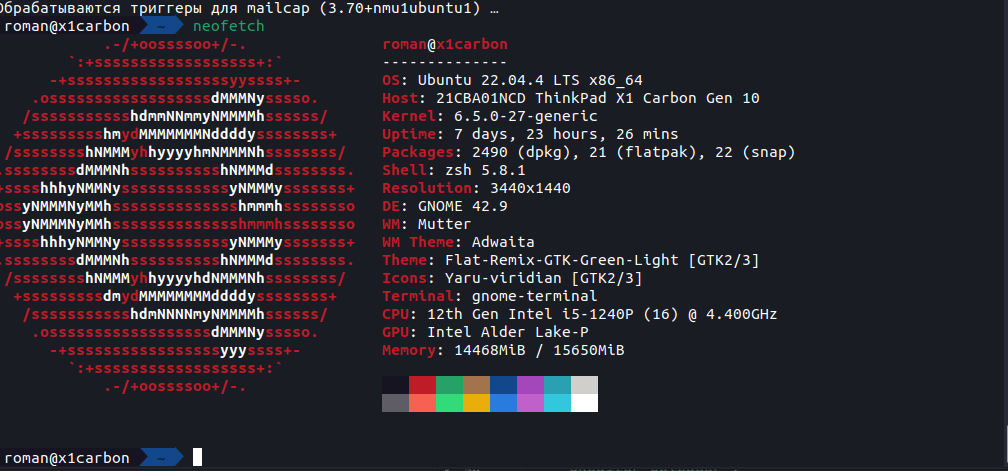 Обрабатываются триггеры для mailcap (3.70+nmu1ubuntu1) …
roman@x1carbon ~ neofetch
.-/+oossssoo+/-. roman@x1carbon
`:+ssssssssssssssssss+:` --------------
-+ssssssssssssssssssyyssss+- OS: Ubuntu 22.04.4 LTS x86_64
.ossssssssssssssssssdMMMNysssso. Host: 21CBA01NCD ThinkPad X1 Carbon Gen 10
/ssssssssssshdmmNNmmyNMMMMhssssss/ Kernel: 6.5.0-27-generic
+ssssssssshmydMMMMMMMNddddyssssssss+ Uptime: 7 days, 23 hours, 26 mins
/sssssssshNMMMyhhyyyyhmNMMMNhssssssss/ Packages: 2490 (dpkg), 21 (flatpak), 22 (snap)
.ssssssssdMMMNhsssssssssshNMMMdssssssss. Shell: zsh 5.8.1
+sssshhhyNMMNyssssssssssssyNMMMysssssss+ Resolution: 3440x1440
ossyNMMMNyMMhsssssssssssssshmmmhssssssso DE: GNOME 42.9
ossyNMMMNyMMhsssssssssssssshmmmhssssssso WM: Mutter
+sssshhhyNMMNyssssssssssssyNMMMysssssss+ WM Theme: Adwaita
.ssssssssdMMMNhsssssssssshNMMMdssssssss. Theme: Flat-Remix-GTK-Green-Light [GTK2/3]
/sssssssshNMMMyhhyyyyhdNMMMNhssssssss/ Icons: Yaru-viridian [GTK2/3]
+sssssssssdmydMMMMMMMMddddyssssssss+ Terminal: gnome-terminal
/ssssssssssshdmNNNNmyNMMMMhssssss/ CPU: 12th Gen Intel i5-1240P (16) @ 4.400GHz
.ossssssssssssssssssdMMMNysssso. GPU: Intel Alder Lake-P
-+sssssssssssssssssyyyssss+- Memory: 14468MiB / 15650MiB
`:+ssssssssssssssssss+:`
.-/+oossssoo+/-.
roman@x1carbon ~